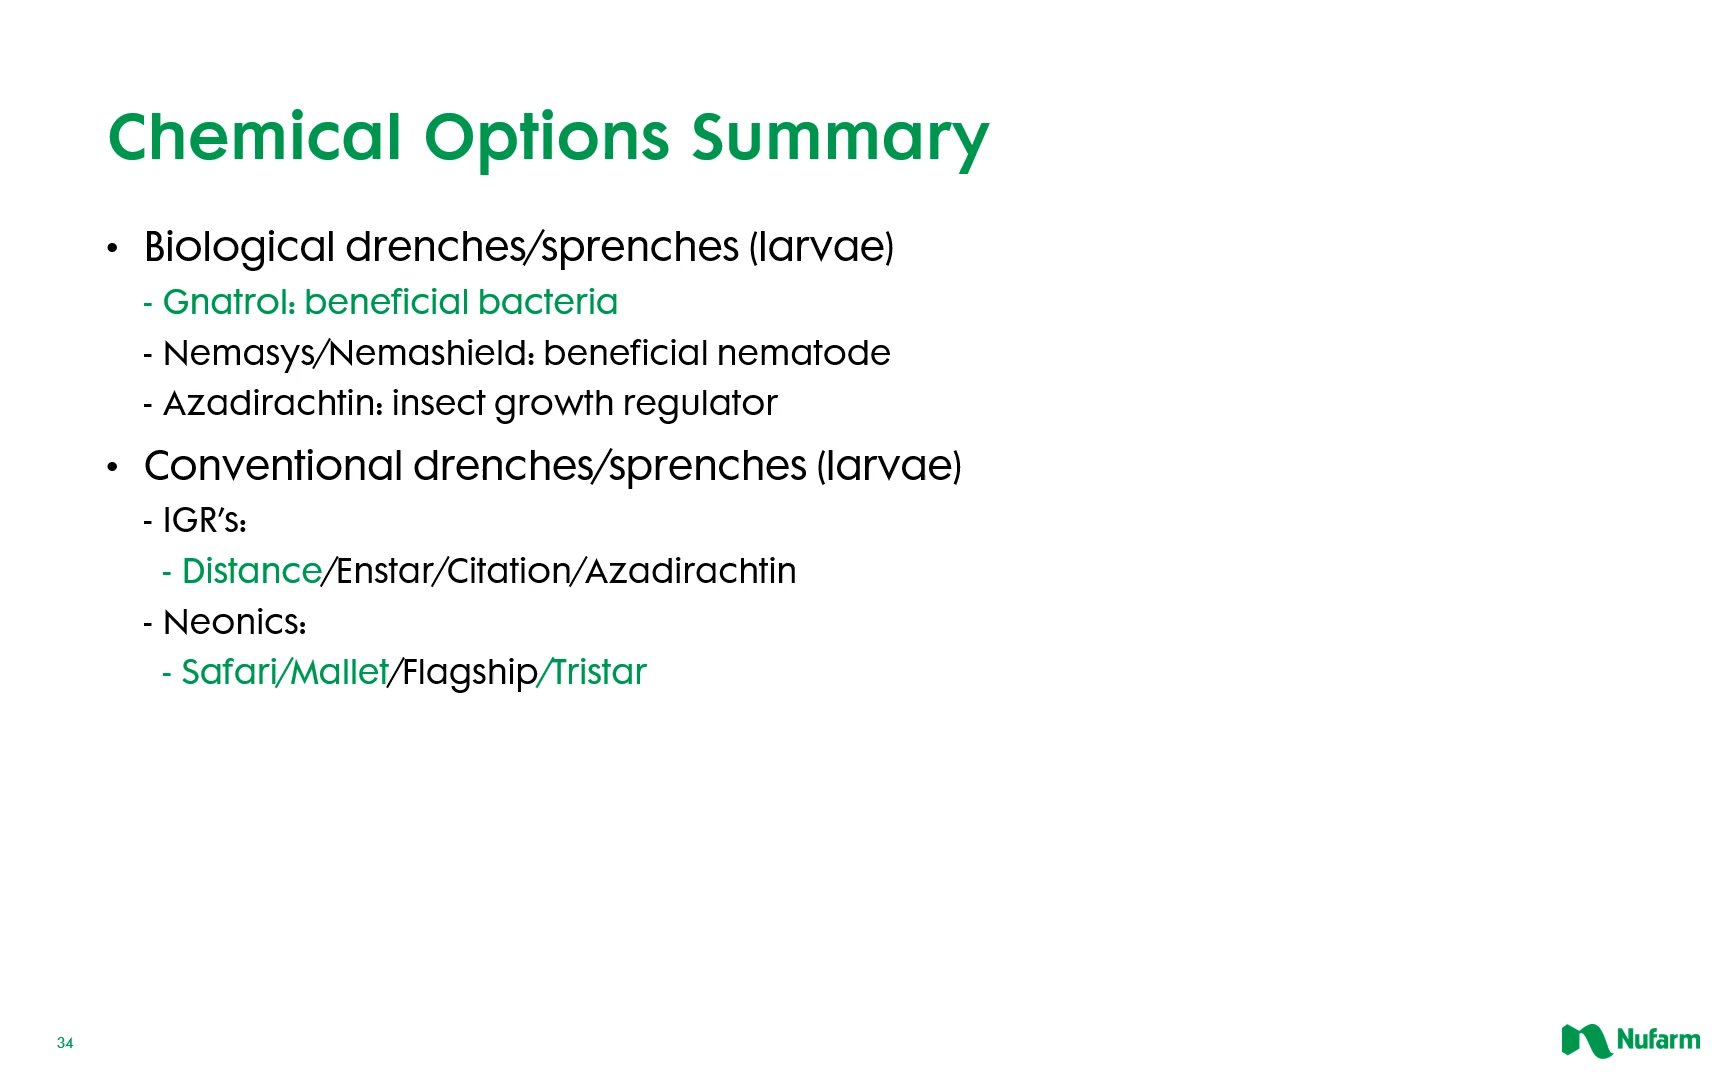 Chemical Options Summary
• Biological drenches/sprenches (larvae)
- Gnatrol: beneficial bacteria
- Nemasys/Nemashield: beneficial nematode
- Azadirachtin: insect growth regulator
• Conventional drenches/sprenches (larvae)
- IGR's:
- Distance/Enstar/Citation/Azadirachtin
- Neonics:
- Safari/Mallet/Flagship/Tristar
34
Nufarm